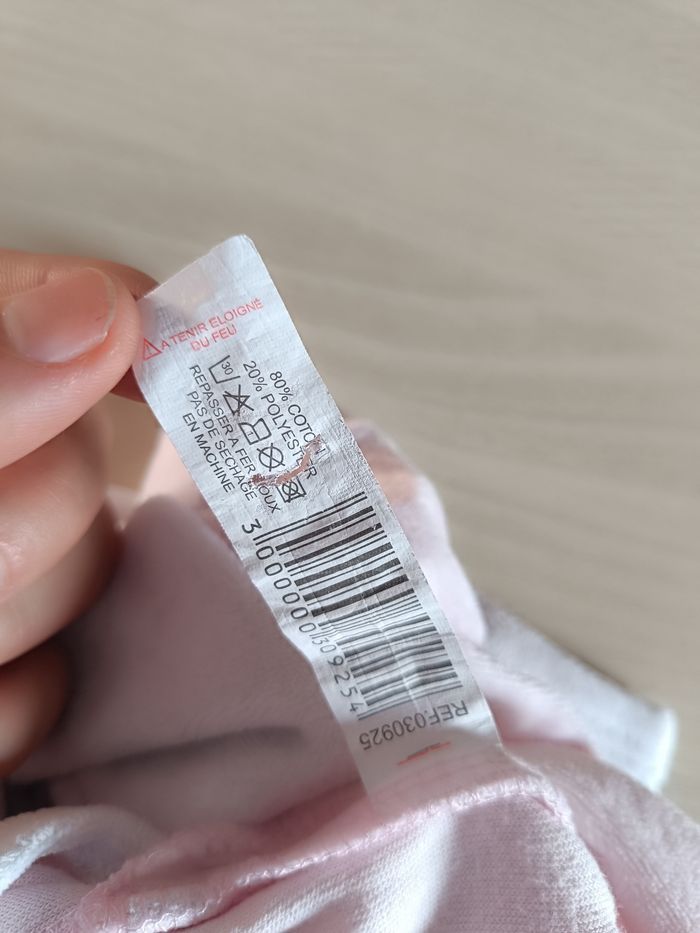 A TENIR ELOIGNÉ
DU FEU
80% COTON
20% POLYESTER
30
REPASSER A FER DOUX
PAS DE SECHAGE
EN MACHINE
3 000000 309254
REF:030925